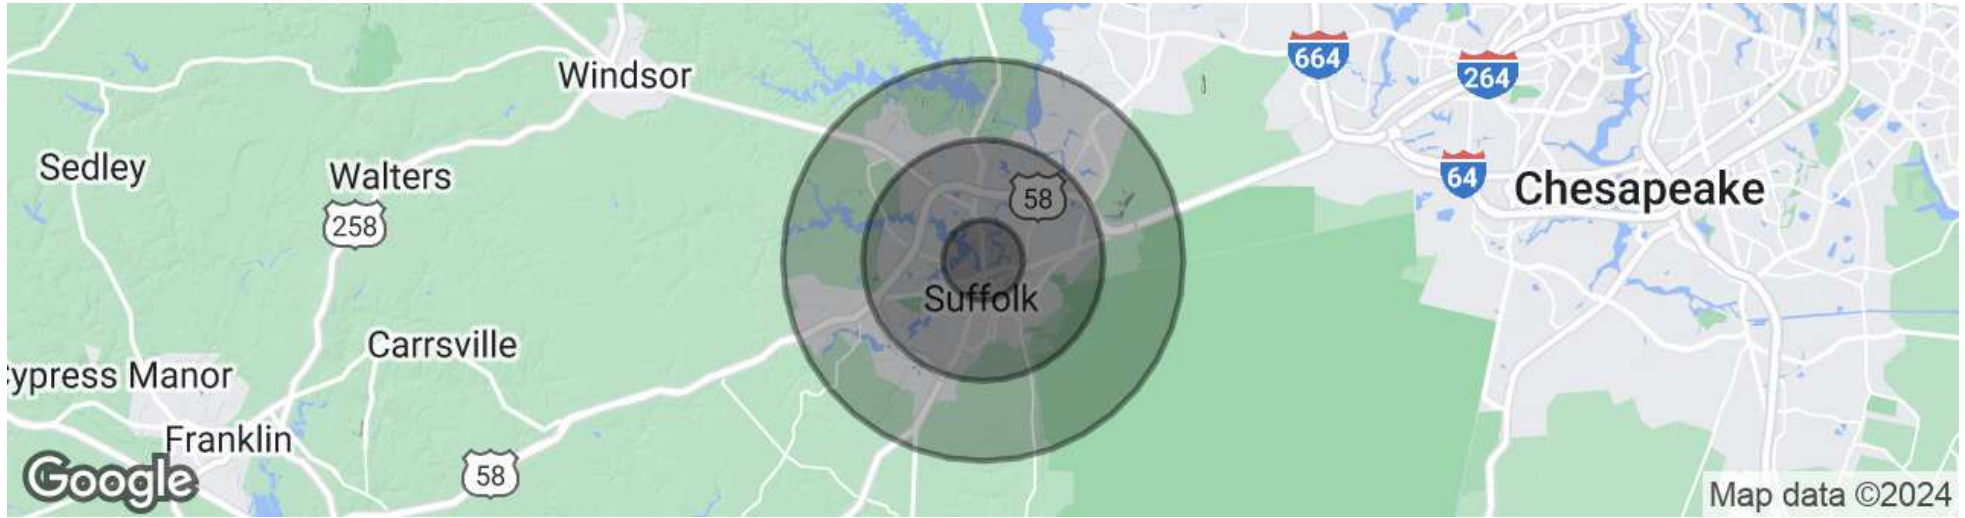 664
264
Windsor
Sedley
Walters
64
58
Chesapeake
258
Suffolk
Carrsville
ypress Manor
Franklin
58
Google
Map data ©2024